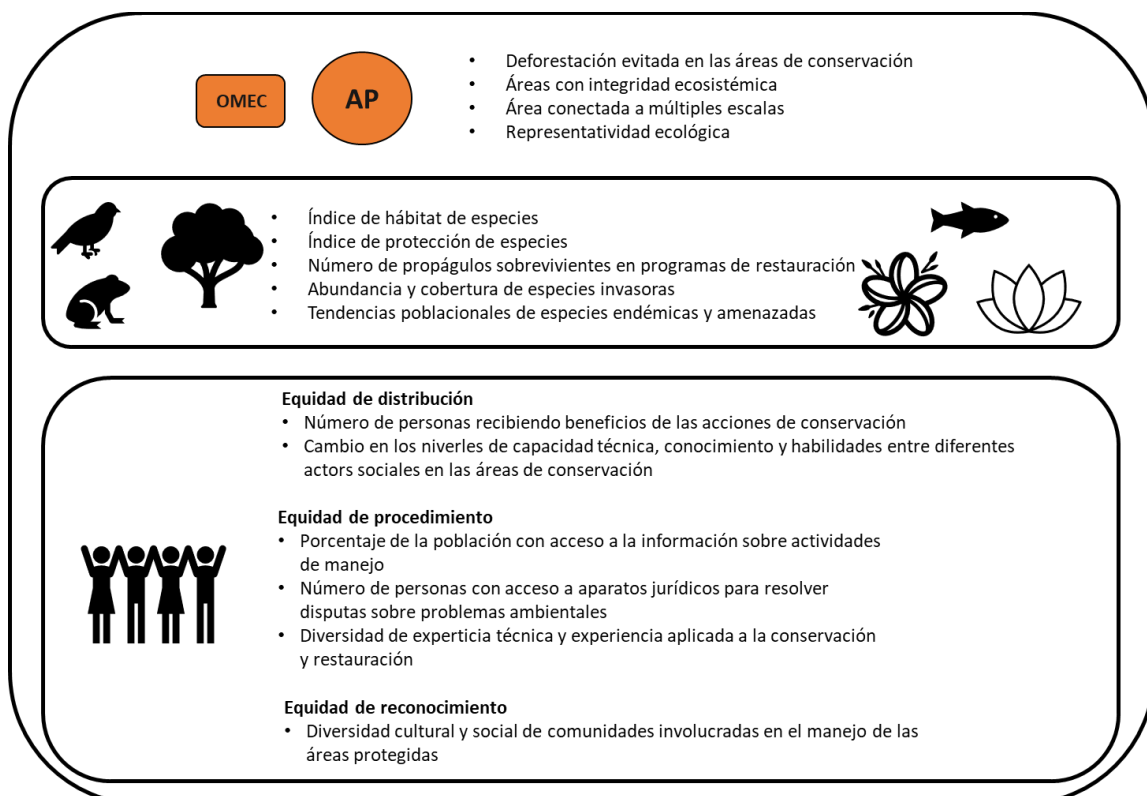 OMEC
AP
• Deforestación evitada en las áreas de conservación
• Áreas con integridad ecosistémica
• Área conectada a múltiples escalas
• Representatividad ecológica
• Índice de hábitat de especies
• Índice de protección de especies
• Número de propágulos sobrevivientes en programas de restauración
• Abundancia y cobertura de especies invasoras
• Tendencias poblacionales de especies endémicas y amenazadas
Equidad de distribución
• Número de personas recibiendo beneficios de las acciones de conservación
• Cambio en los niverles de capacidad técnica, conocimiento y habilidades entre diferentes
actors sociales en las áreas de conservación
Equidad de procedimiento
• Porcentaje de la población con acceso a la información sobre actividades
de manejo
• Número de personas con acceso a aparatos jurídicos para resolver
disputas sobre problemas ambientales
• Diversidad de experticia técnica y experiencia aplicada a la conservación
y restauración
Equidad de reconocimiento
• Diversidad cultural y social de comunidades involucradas en el manejo de las
áreas protegidas